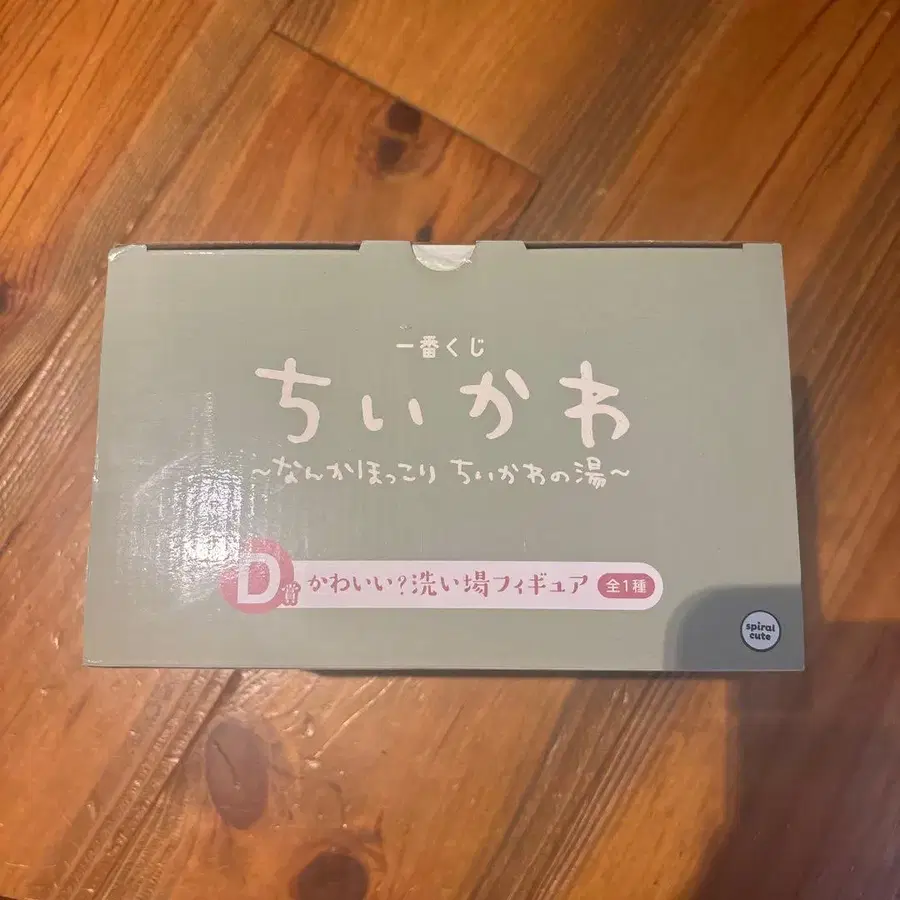 一番くじ
ちいかわ
～なんかほっこり ちいかわの湯～
D賞 かわいい?洗い場フィギュア 全1種
spiral
cute